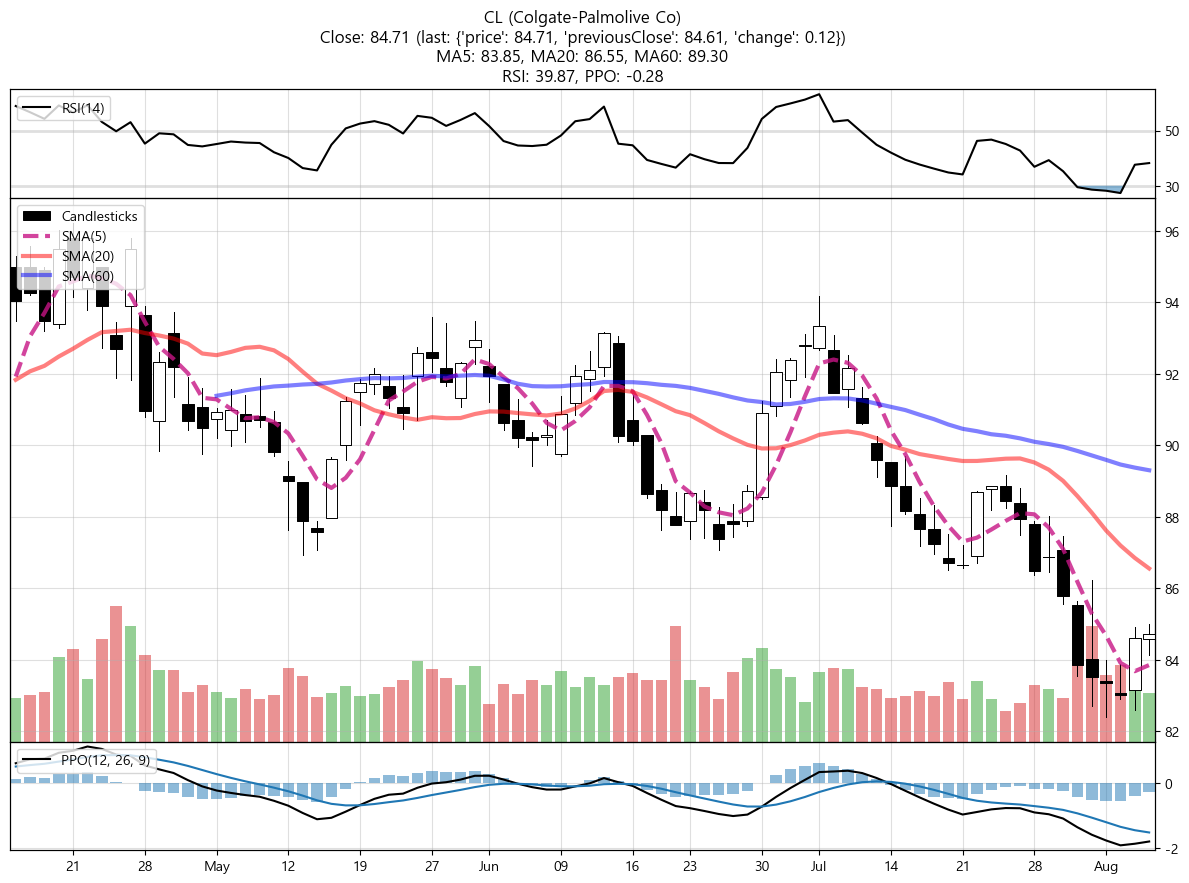 CL (Colgate-Palmolive Co)
Close: 84.71 (last: {'price': 84.71, 'previousClose': 84.61, 'change': 0.12})
MA5: 83.85, MA20: 86.55, MA60: 89.30
RSI: 39.87, PPO: -0.28
RSI(14)
50
30
Candlesticks
SMA(5)
SMA(20)
SMA(60)
96
94
92
90
88
86
84
82
PPO(12, 26, 9)
0
-2
21 28 May 12 19 27 Jun 09 16 23 30 Jul 14 21 28 Aug